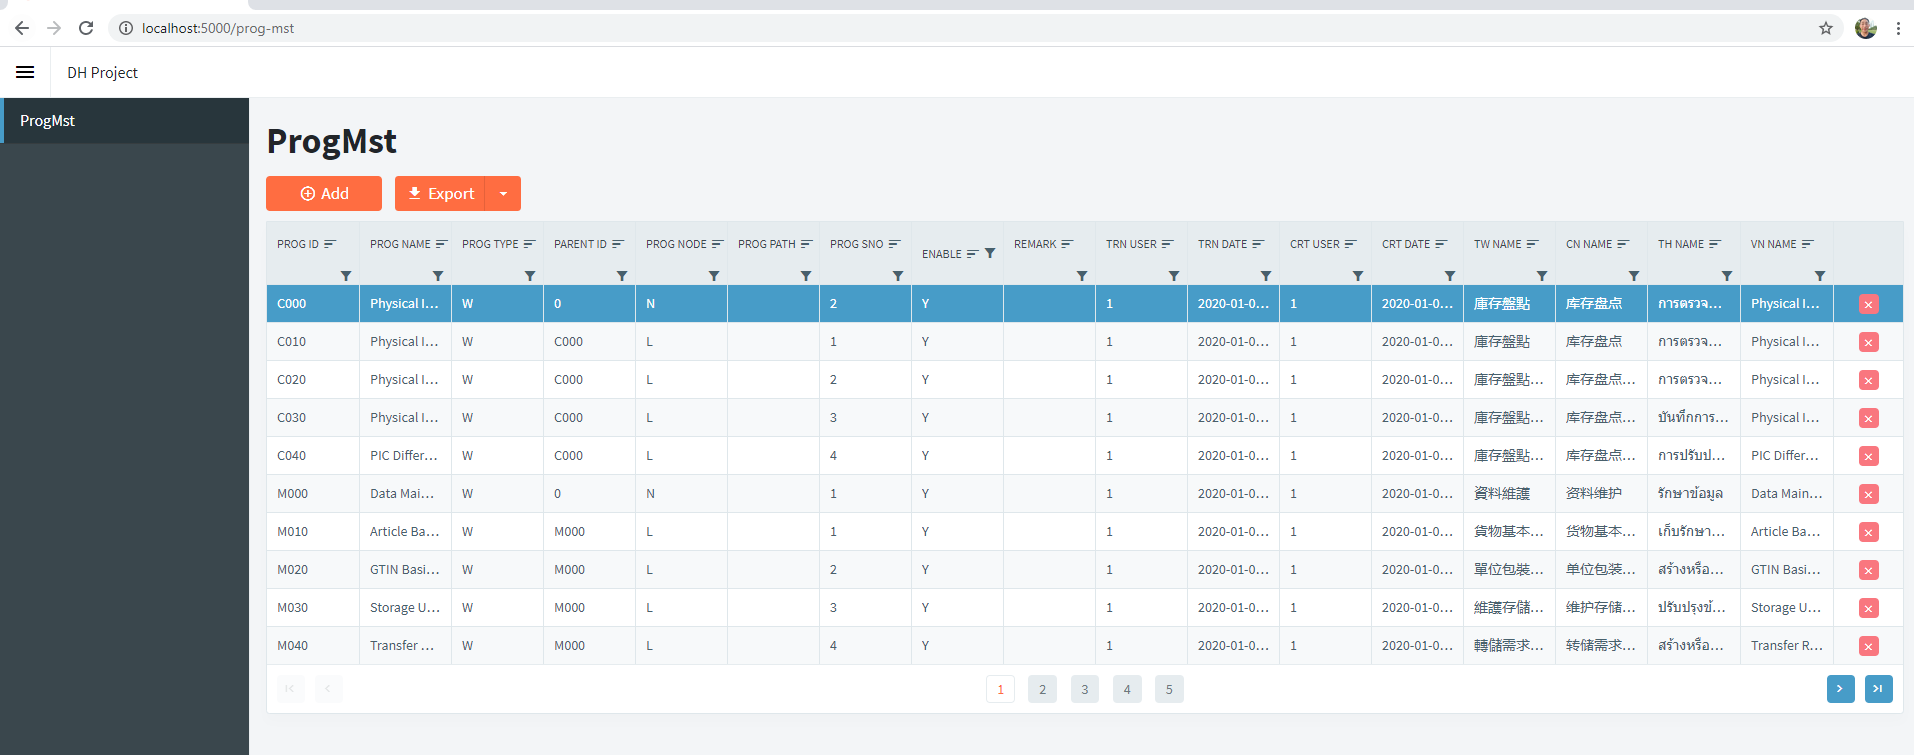 localhost:5000/prog-mst
DH Project
ProgMst
ProgMst
Add Export
PROG ID PROG NAME PROG TYPE PARENT ID PROG NODE PROG PATH PROG SNO ENABLE REMARK TRN USER TRN DATE CRT USER CRT DATE TW NAME CN NAME TH NAME VN NAME
C000 Physical I... W 0 N 2 Y 1 2020-01-0... 1 2020-01-0... 庫存盤點 库存盘点 การตรวจ... Physical I...
C010 Physical I... W C000 L 1 Y 1 2020-01-0... 1 2020-01-0... 庫存盤點 库存盘点 การตรวจ... Physical I...
C020 Physical I... W C000 L 2 Y 1 2020-01-0... 1 2020-01-0... 庫存盤點... 库存盘点... การตรวจ... Physical I...
C030 Physical I... W C000 L 3 Y 1 2020-01-0... 1 2020-01-0... 庫存盤點... 库存盘点... บันทึกการ... Physical I...
C040 PIC Differ... W C000 L 4 Y 1 2020-01-0... 1 2020-01-0... 庫存盤點... 库存盘点... การปรับป... PIC Differ...
M000 Data Mai... W 0 N 1 Y 1 2020-01-0... 1 2020-01-0... 資料維護 资料维护 รักษาข้อมูล Data Main...
M010 Article Ba... W M000 L 1 Y 1 2020-01-0... 1 2020-01-0... 貨物基本... 货物基本... เก็บรักษา... Article Ba...
M020 GTIN Basi... W M000 L 2 Y 1 2020-01-0... 1 2020-01-0... 單位包裝... 单位包装... สร้างหรือ... GTIN Basi...
M030 Storage U... W M000 L 3 Y 1 2020-01-0... 1 2020-01-0... 維護存儲... 维护存储... ปรับปรุงข้... Storage U...
M040 Transfer ... W M000 L 4 Y 1 2020-01-0... 1 2020-01-0... 轉儲需求... 转储需求... สร้างหรือ... Transfer R...
1 2 3 4 5